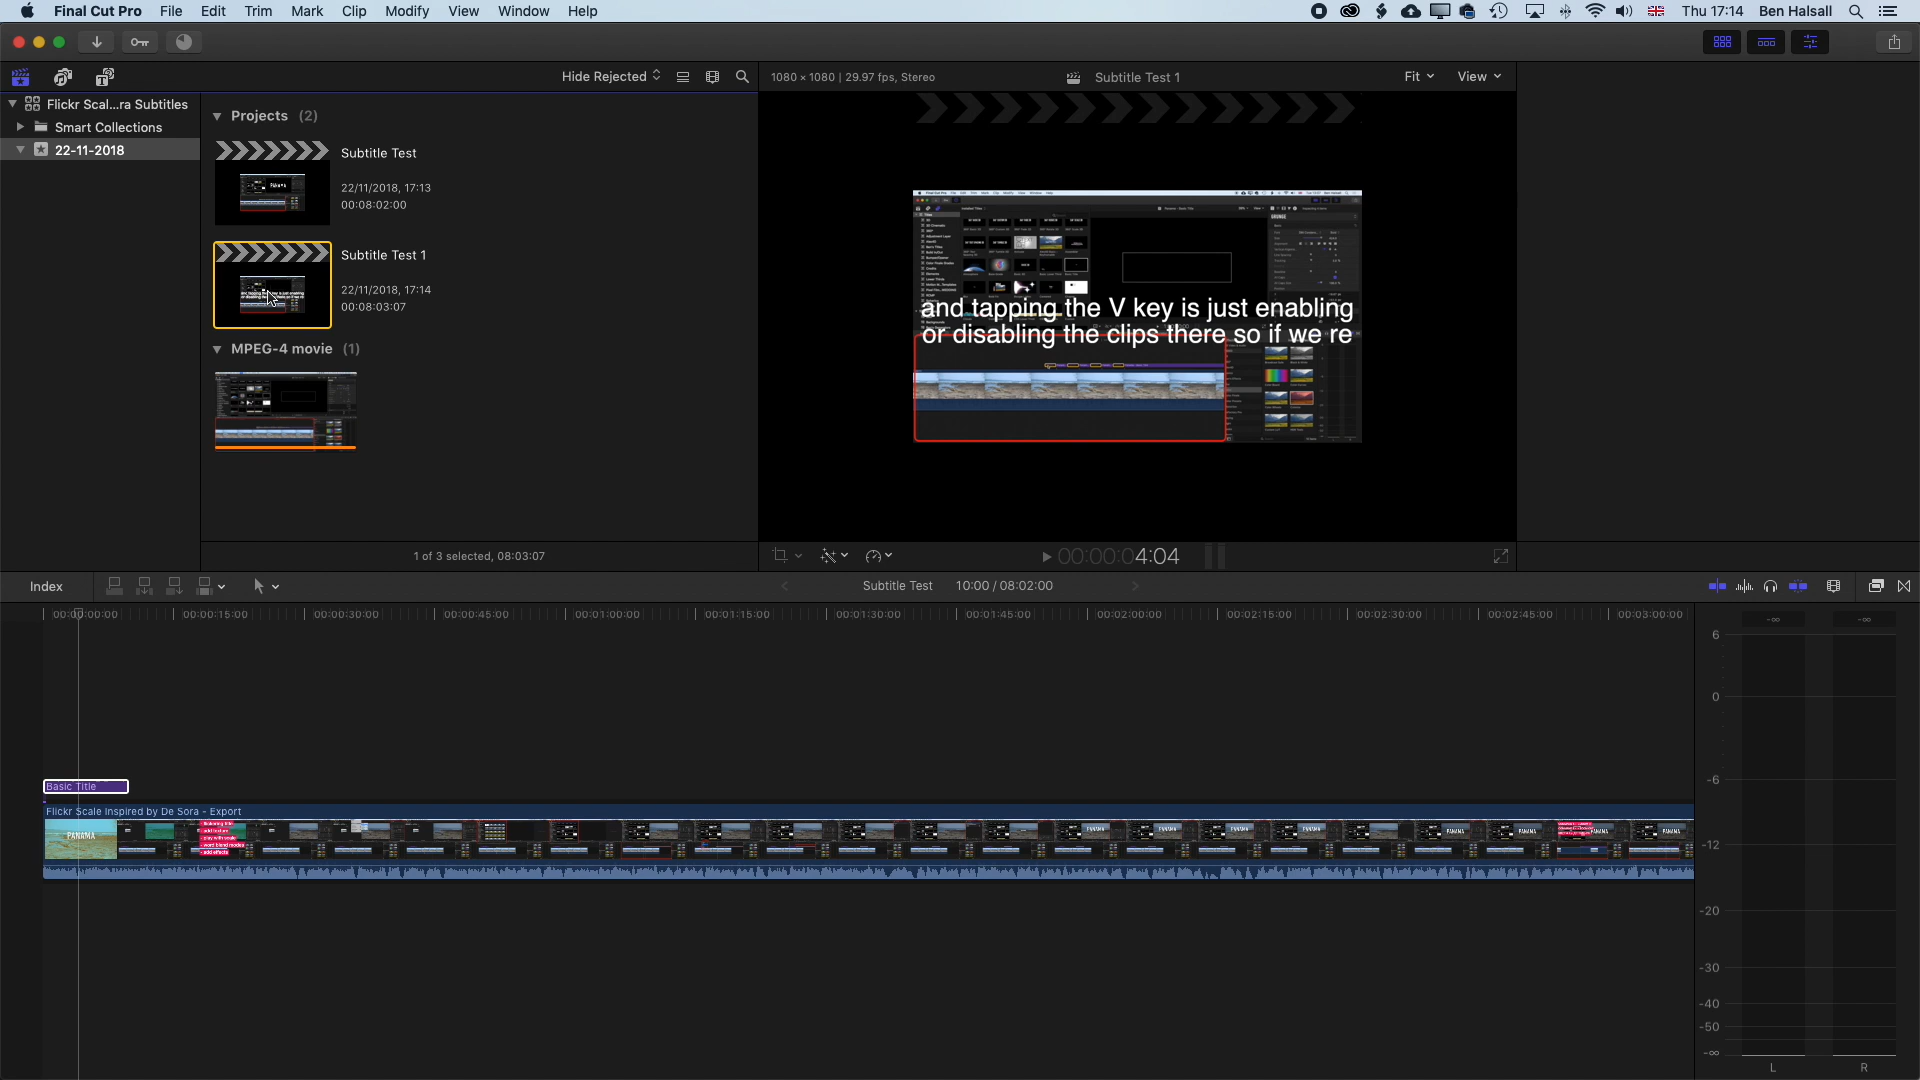 Final Cut Pro File Edit Trim Mark Clip Modify View Window Help
Thu 17:14 Ben Halsall
Hide Rejected
1080 × 1080 | 29.97 fps, Stereo
Subtitle Test 1
Fit
View
Flickr Scal...ra Subtitles
Smart Collections
22-11-2018
Projects (2)
Subtitle Test
22/11/2018, 17:13
00:08:02:00
Subtitle Test 1
22/11/2018, 17:14
00:08:03:07
MPEG-4 movie (1)
and tapping the V key is just enabling
or disabling the clips there so if we re
1 of 3 selected, 08:03:07
00:00:04:04
Index
Subtitle Test 10:00 / 08:02:00
00:00:00:00 00:00:15:00 00:00:30:00 00:00:45:00 00:01:00:00 00:01:15:00 00:01:30:00 00:01:45:00 00:02:00:00 00:02:15:00 00:02:30:00 00:02:45:00 00:03:00:00
Basic Title
Flickr Scale Inspired by De Sora - Export
PANAMA
-∞ -∞
6
0
-6
-12
-20
-30
-40
-50
-∞
L R